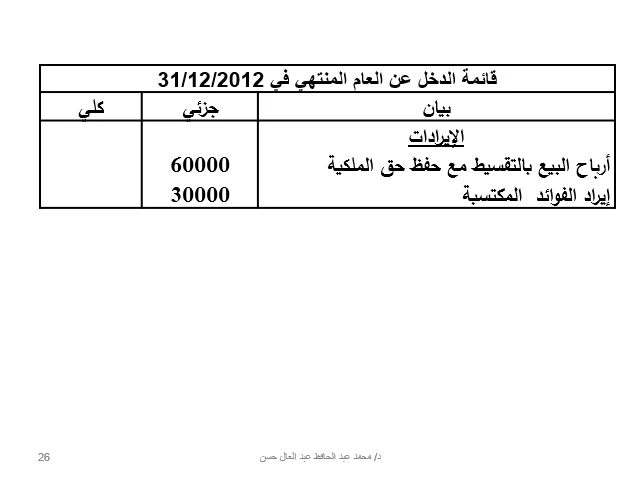 قائمة الدخل عن العام المنتهي في 31/12/2012
بيان جزئي كلي
الإيرادات
أرباح البيع بالتقسيط مع حفظ حق الملكية 60000
إيراد الفوائد المكتسبة 30000
د/ محمد عبد الحافظ عبد العال حسن
26